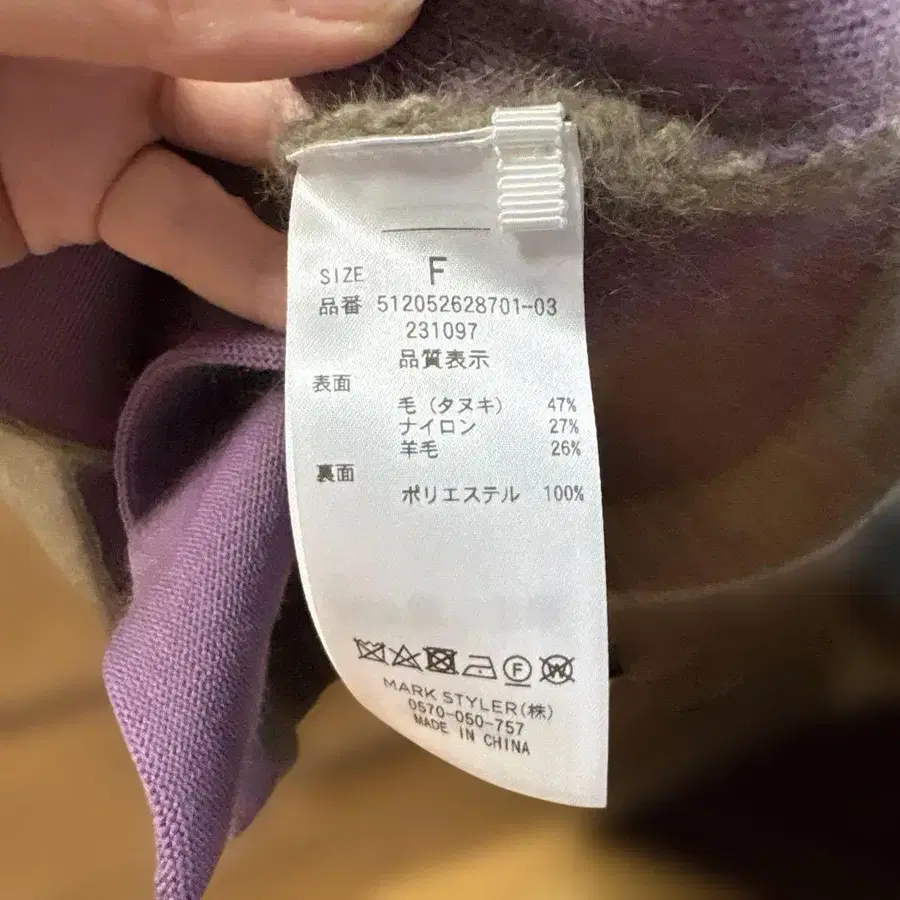 SIZE F
品番 512052628701-03
231097
品質表示
表面
毛(タヌキ) 47%
ナイロン 27%
羊毛 26%
裏面
ポリエステル 100%
F W
MARK STYLER(株)
0570-050-757
MADE IN CHINA